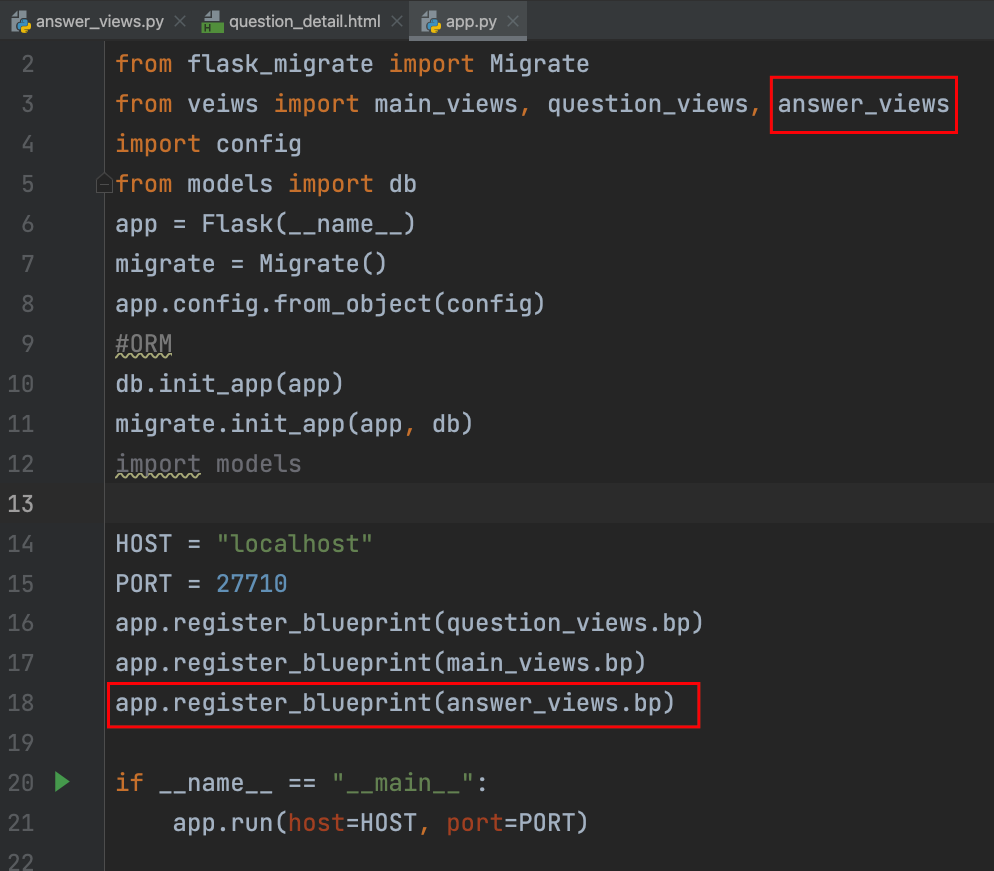 answer_views.py question_detail.html app.py
2 from flask_migrate import Migrate
3 from veiws import main_views, question_views, answer_views
4 import config
5 from models import db
6 app = Flask(__name__)
7 migrate = Migrate()
8 app.config.from_object(config)
9 #ORM
10 db.init_app(app)
11 migrate.init_app(app, db)
12 import models
13
14 HOST = "localhost"
15 PORT = 27710
16 app.register_blueprint(question_views.bp)
17 app.register_blueprint(main_views.bp)
18 app.register_blueprint(answer_views.bp)
19
20 if __name__ == "__main__":
21 app.run(host=HOST, port=PORT)
22